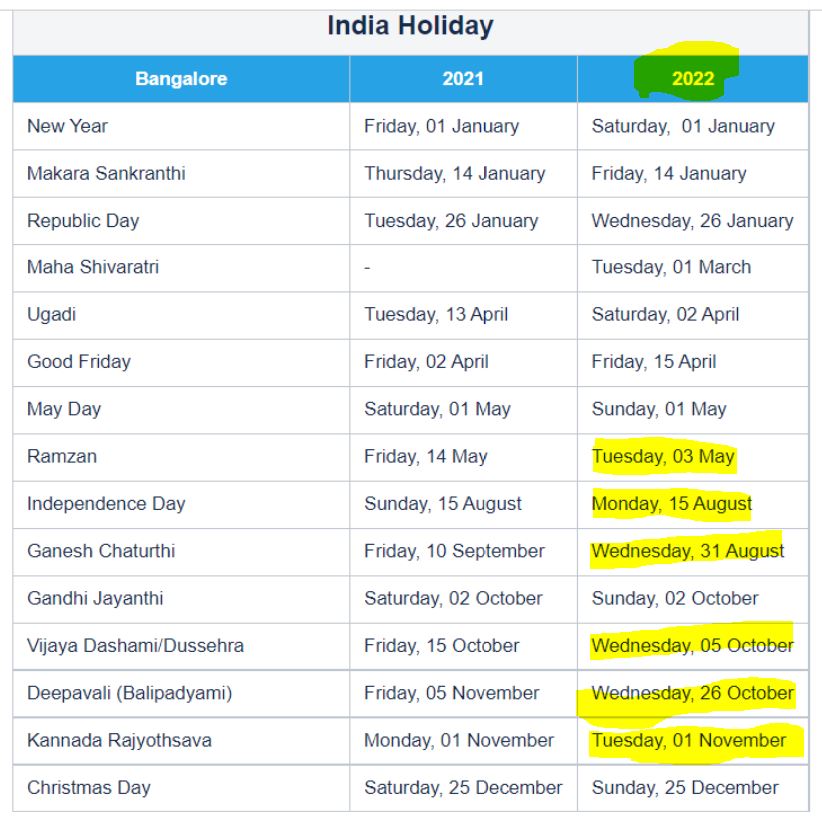 India Holiday
Bangalore 2021 2022
New Year Friday, 01 January Saturday, 01 January
Makara Sankranthi Thursday, 14 January Friday, 14 January
Republic Day Tuesday, 26 January Wednesday, 26 January
Maha Shivaratri - Tuesday, 01 March
Ugadi Tuesday, 13 April Saturday, 02 April
Good Friday Friday, 02 April Friday, 15 April
May Day Saturday, 01 May Sunday, 01 May
Ramzan Friday, 14 May Tuesday, 03 May
Independence Day Sunday, 15 August Monday, 15 August
Ganesh Chaturthi Friday, 10 September Wednesday, 31 August
Gandhi Jayanthi Saturday, 02 October Sunday, 02 October
Vijaya Dashami/Dussehra Friday, 15 October Wednesday, 05 October
Deepavali (Balipadyami) Friday, 05 November Wednesday, 26 October
Kannada Rajyothsava Monday, 01 November Tuesday, 01 November
Christmas Day Saturday, 25 December Sunday, 25 December